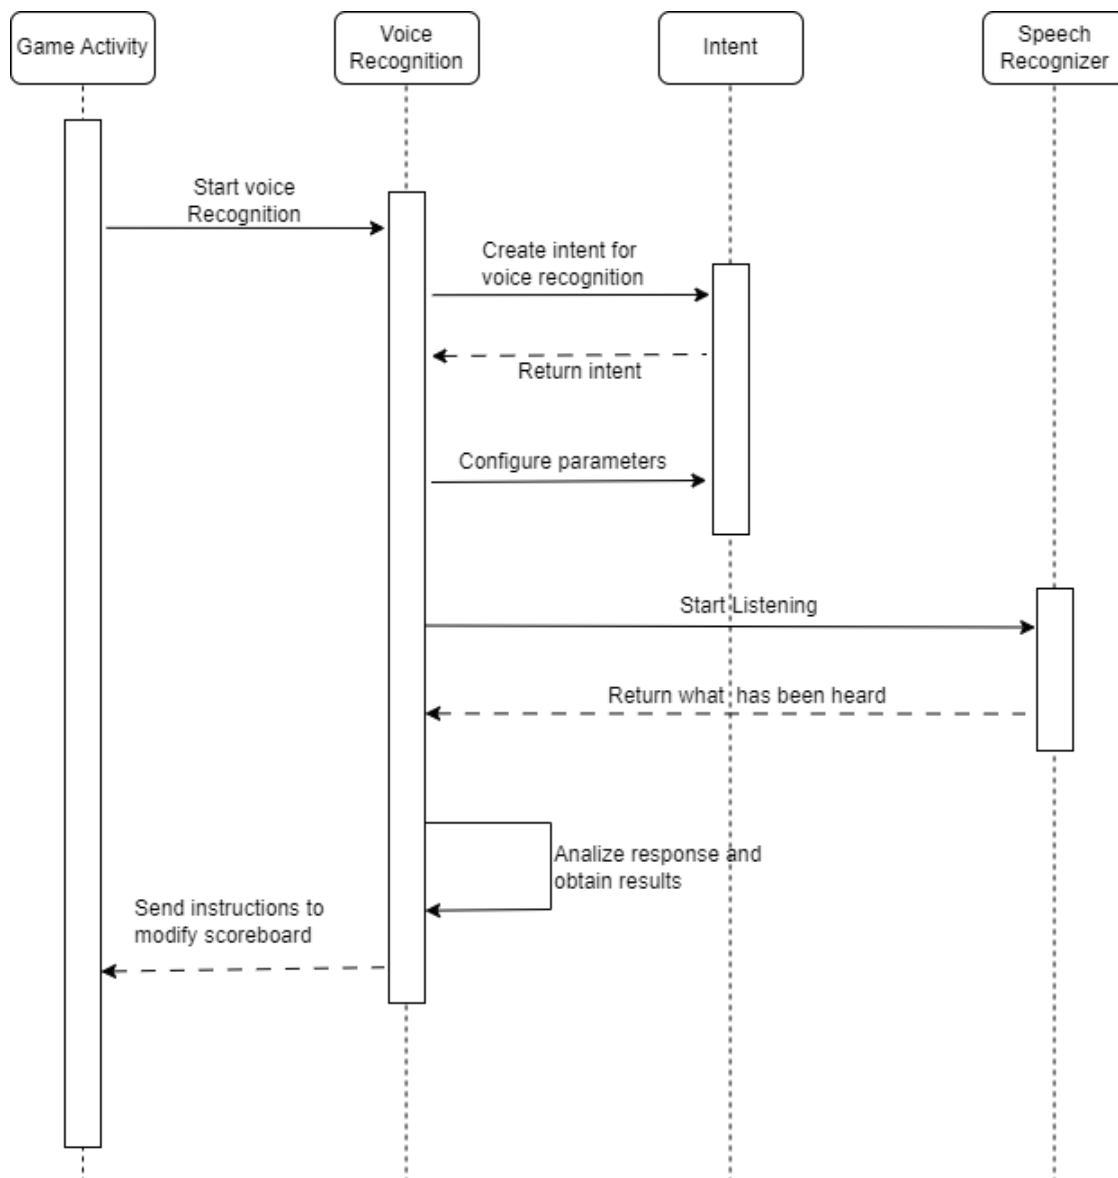 Game Activity
Voice
Recognition
Intent
Speech
Recognizer
Start voice
Recognition
Create intent for
voice recognition
Return intent
Configure parameters
Start Listening
Return what has been heard
Analize response and
obtain results
Send instructions to
modify scoreboard